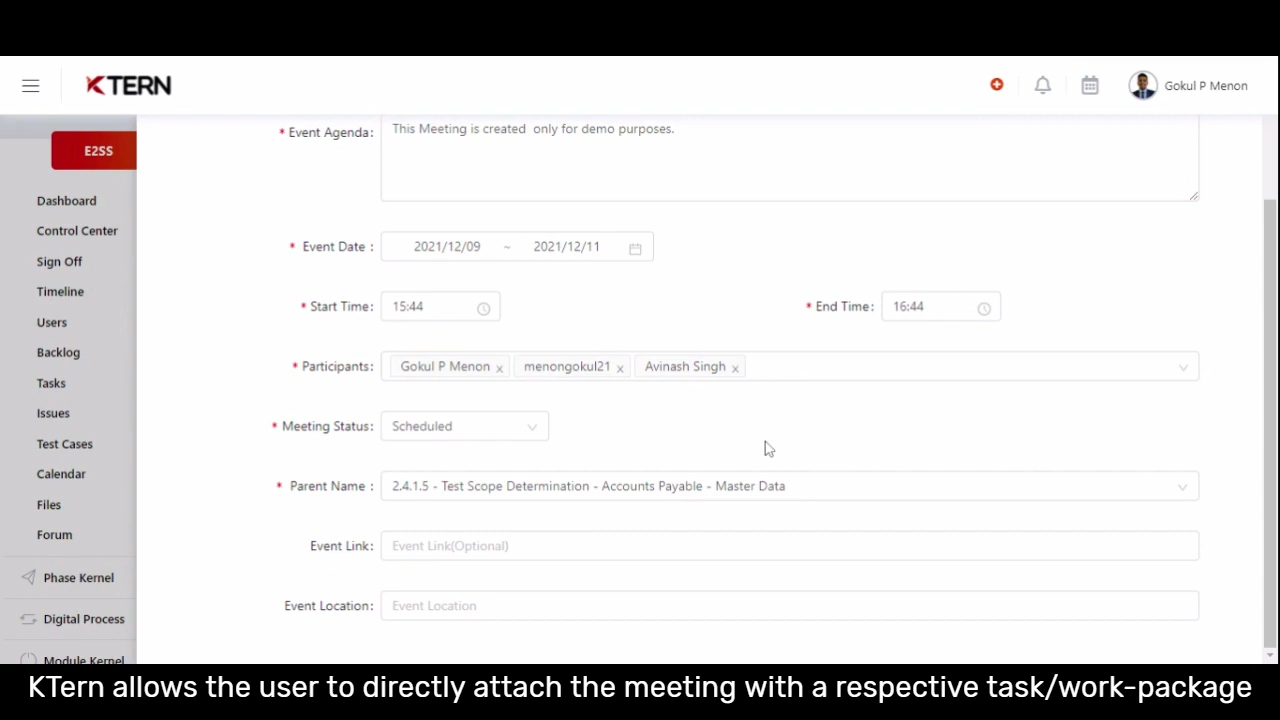 KTERN
Gokul P Menon
E2SS
Dashboard
Control Center
Sign Off
Timeline
Users
Backlog
Tasks
Issues
Test Cases
Calendar
Files
Forum
Phase Kernel
Digital Process
Module Kernel
* Event Agenda: This Meeting is created only for demo purposes.
* Event Date : 2021/12/09 ~ 2021/12/11
* Start Time: 15:44 * End Time: 16:44
* Participants: Gokul P Menon x menongokul21 x Avinash Singh x
* Meeting Status: Scheduled
* Parent Name : 2.4.1.5 - Test Scope Determination - Accounts Payable - Master Data
Event Link: Event Link(Optional)
Event Location: Event Location
KTern allows the user to directly attach the meeting with a respective task/work-package